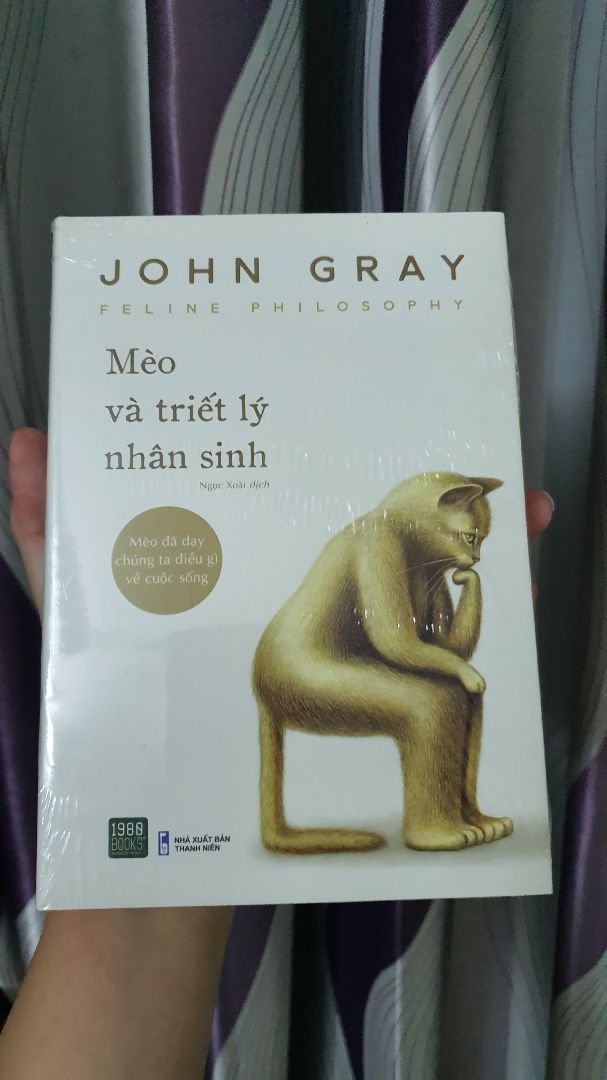 JOHN GRAY
FELINE PHILOSOPHY
Mèo
và triết lý
nhân sinh
Ngọc Xoài dịch
Mèo đã dạy
chúng ta điều gì
về cuộc sống
1980
BOOKS
NHÀ XUẤT BẢN
THANH NIÊN